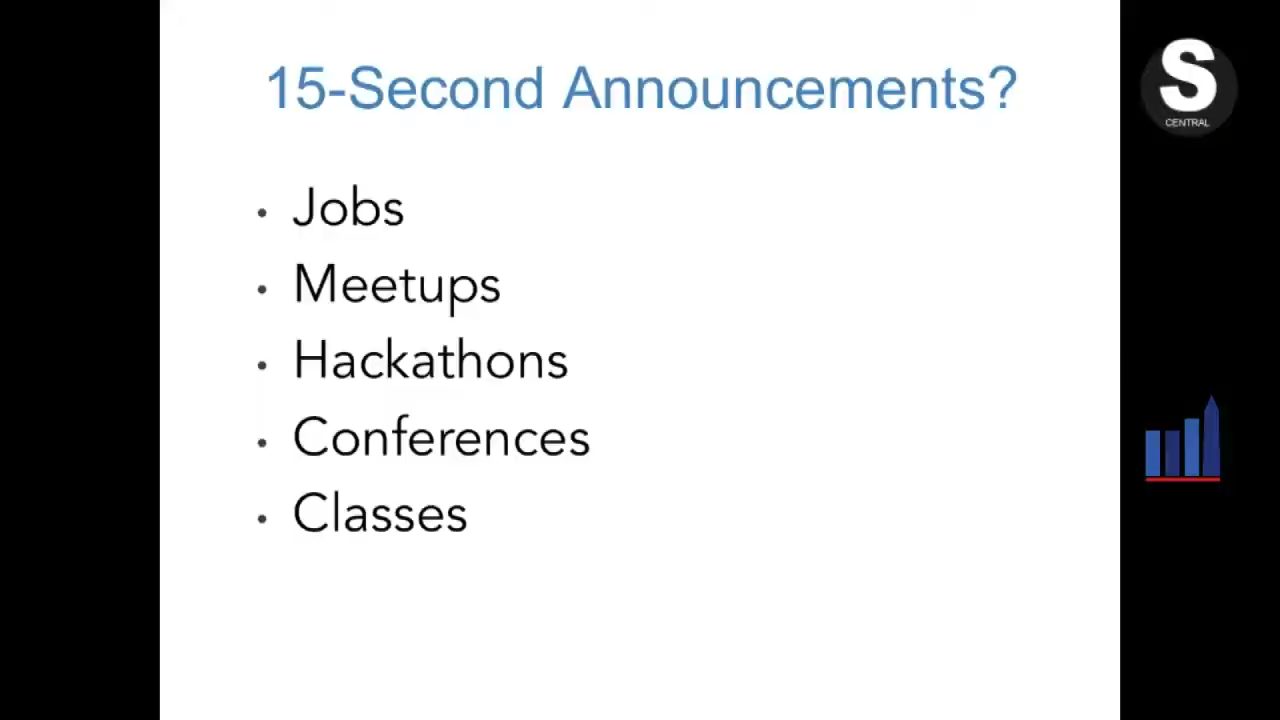 15-Second Announcements?
• Jobs
• Meetups
• Hackathons
• Conferences
• Classes
S
CENTRAL